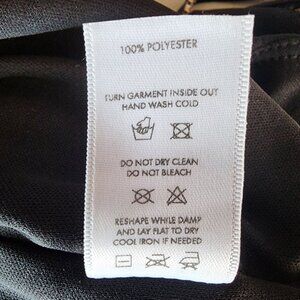 100% POLYESTER
TURN GARMENT INSIDE OUT
HAND WASH COLD
DO NOT DRY CLEAN
DO NOT BLEACH
RESHAPE WHILE DAMP
AND LAY FLAT TO DRY
COOL IRON IF NEEDED